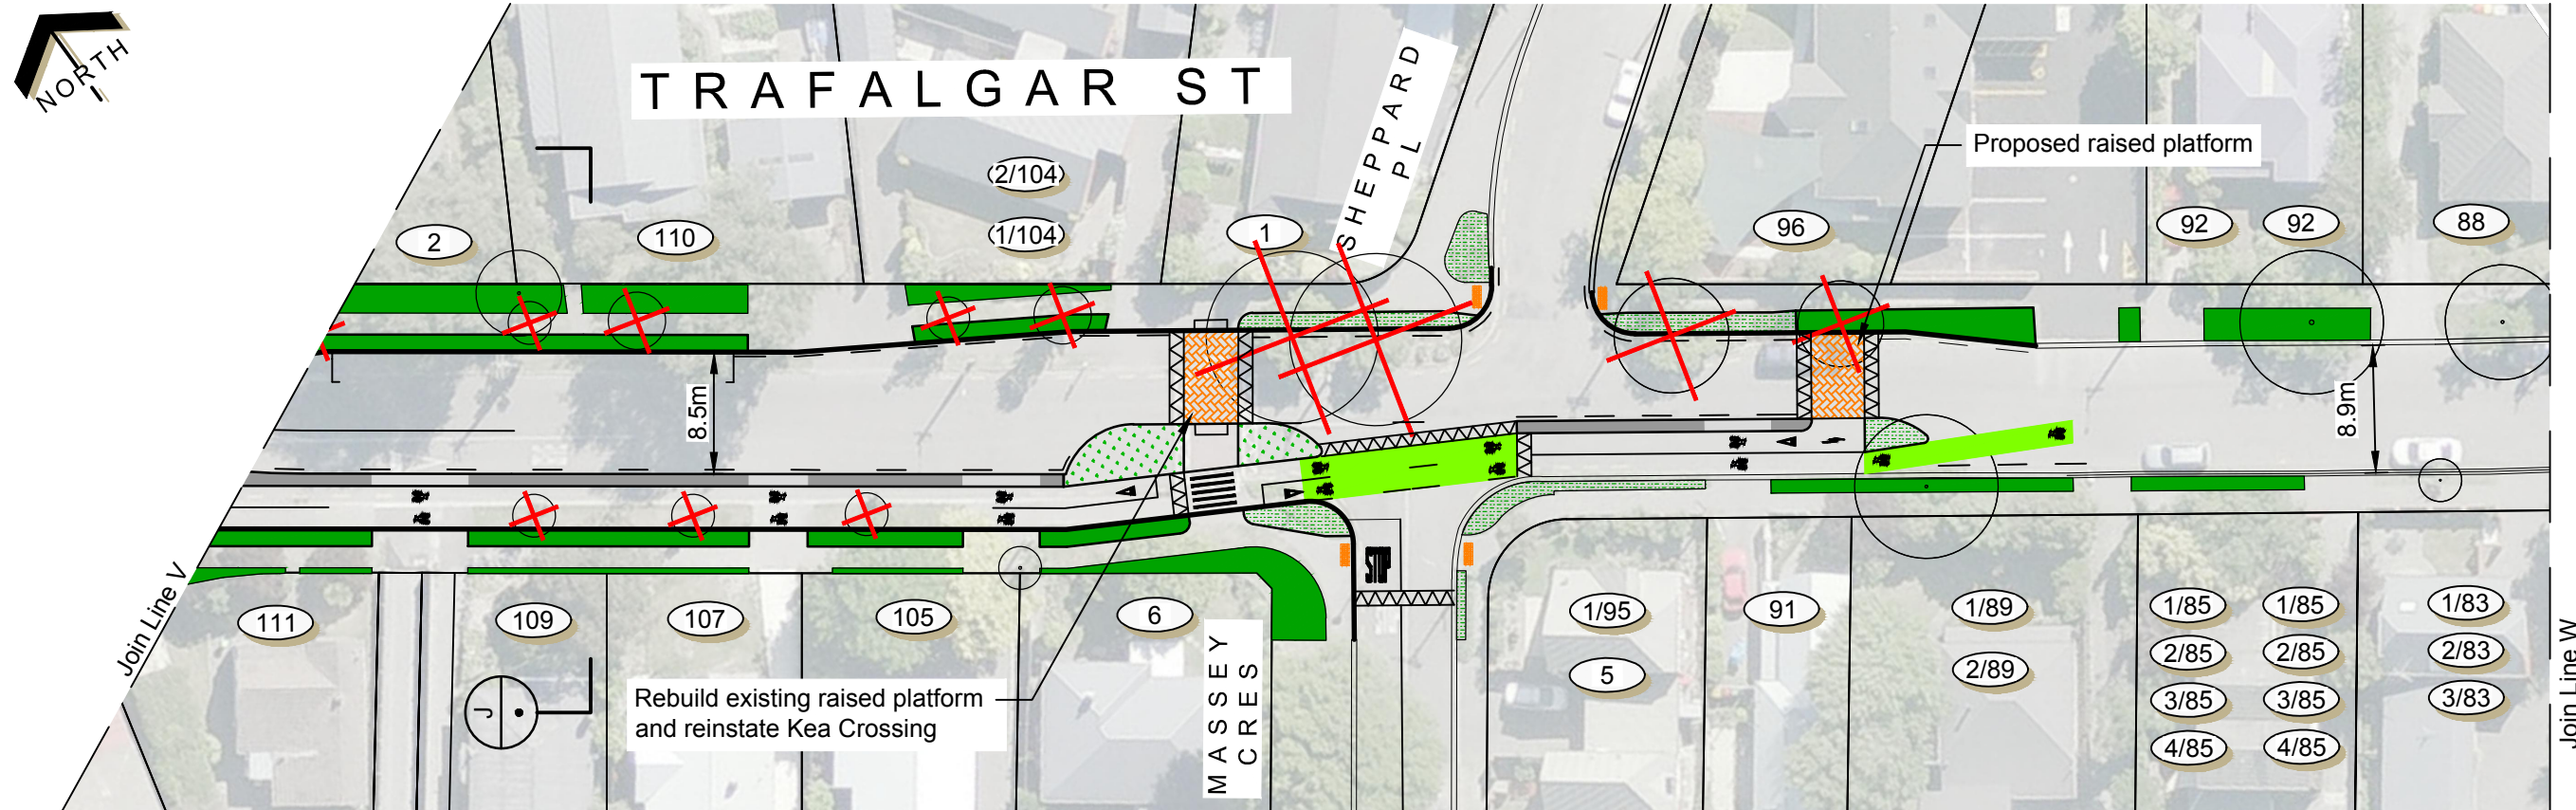 NORTH
TRAFALGAR ST
SHEPPARD
PL
Proposed raised platform
2
110
2/104
1/104
1
96
92
92
88
8.5m
8.9m
STOP
Join Line V
Join Line W
111
109
107
105
6
1/95
5
91
1/89
2/89
1/85
1/85
2/85
2/85
3/85
3/85
4/85
4/85
1/83
2/83
3/83
J
Rebuild existing raised platform
and reinstate Kea Crossing
MASSEY
CRES